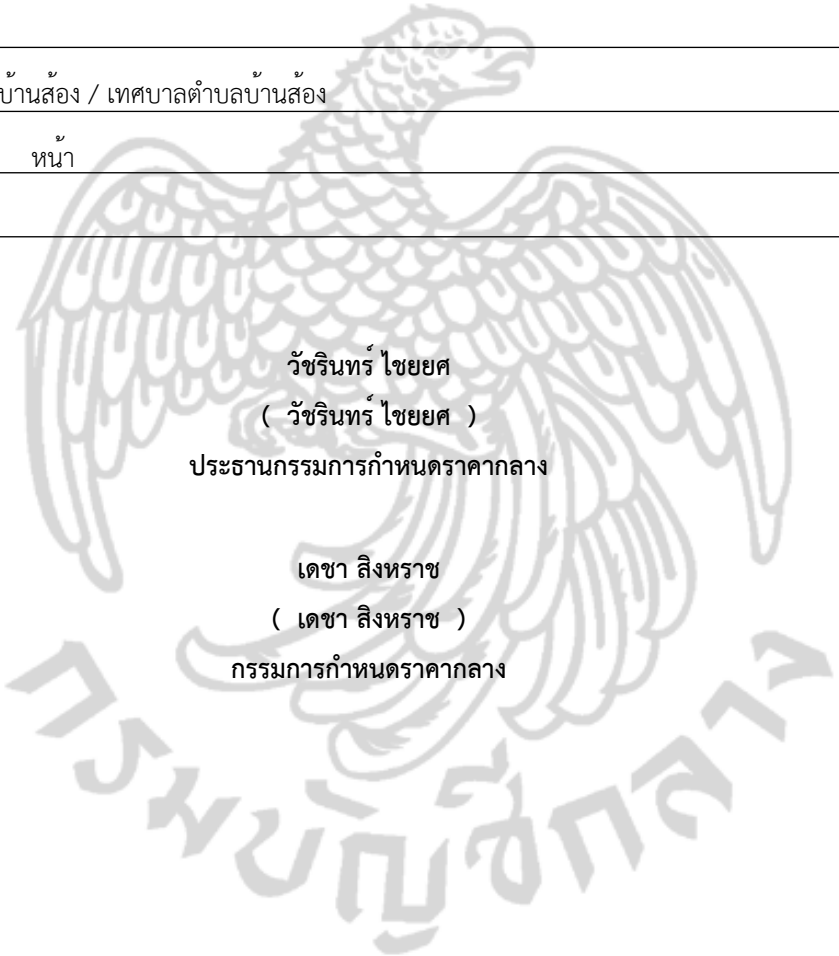 บ้านส้อง / เทศบาลตำบลบ้านส้อง
หน้า
วัชรินทร์ ไชยยศ
( วัชรินทร์ ไชยยศ )
ประธานกรรมการกำหนดราคากลาง
เดชา สิงหราช
( เดชา สิงหราช )
กรรมการกำหนดราคากลาง
กรมบัญชีกลาง